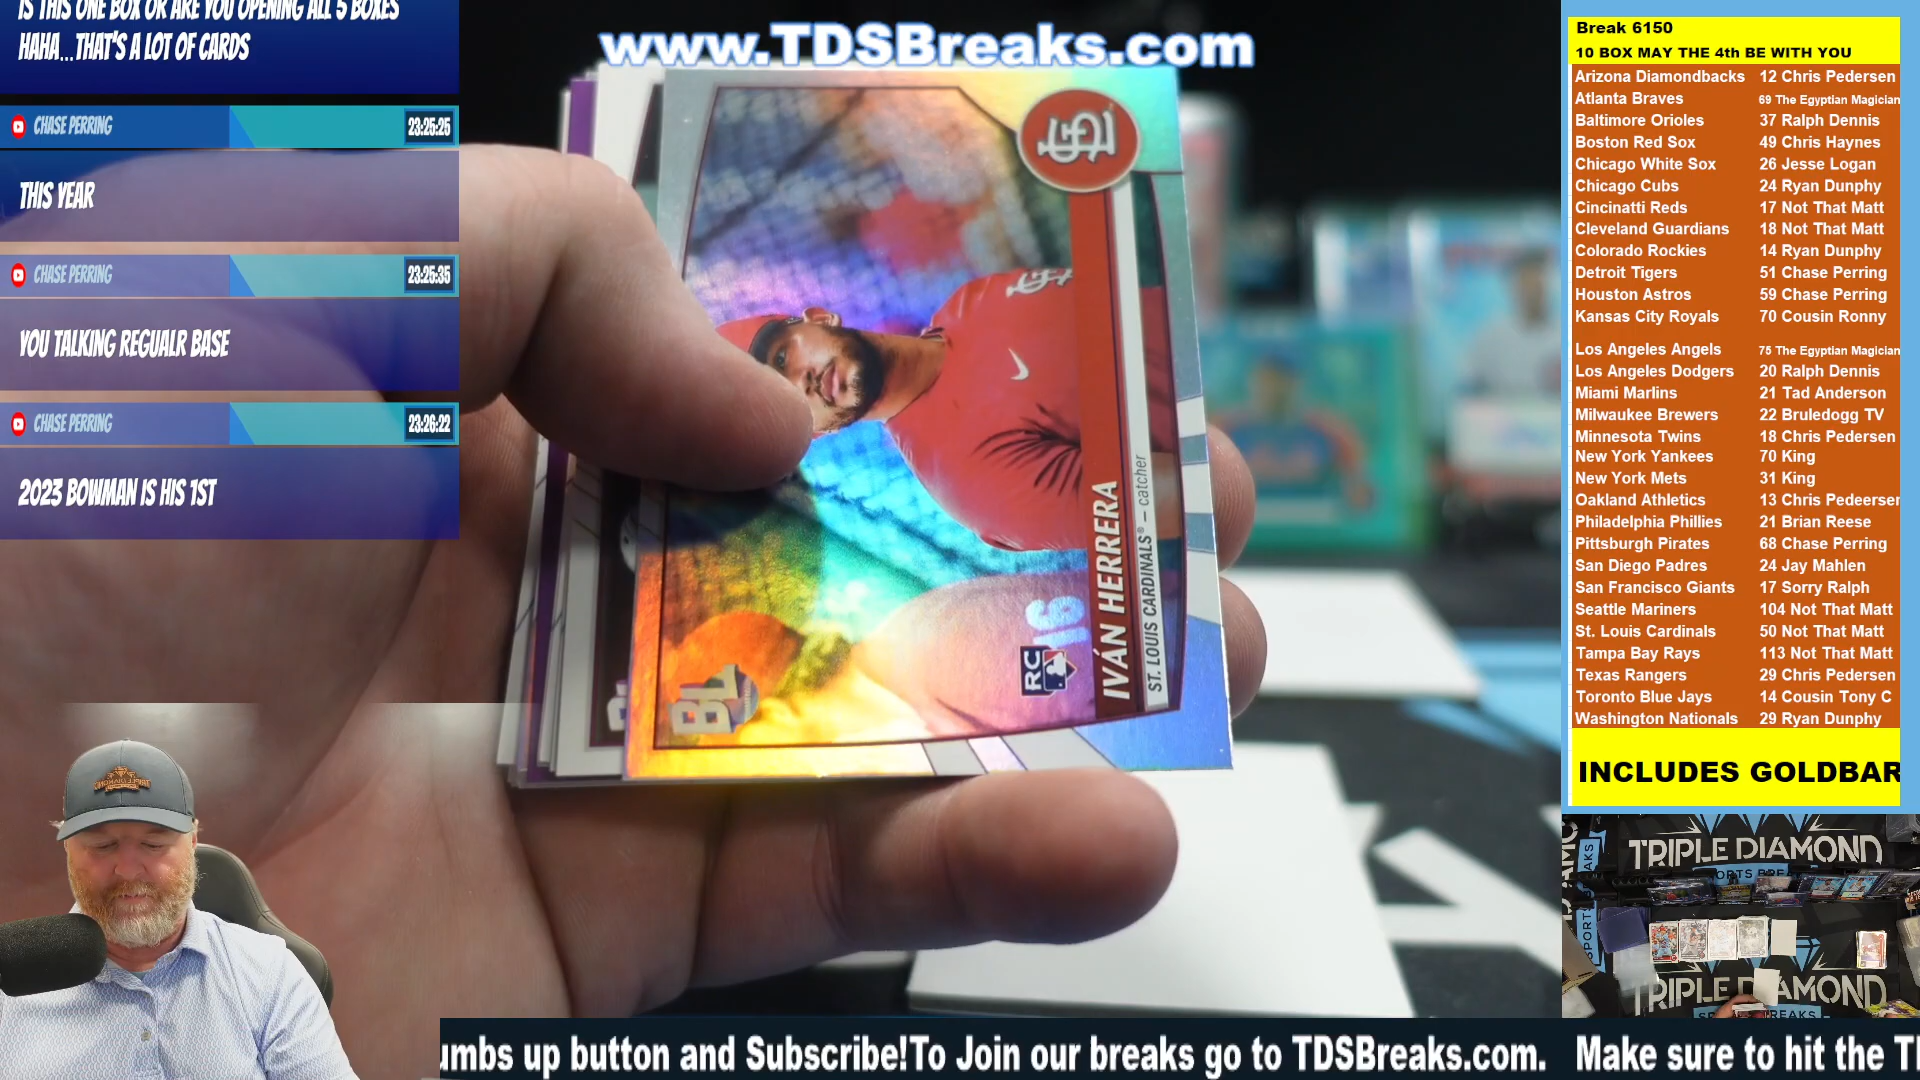 IS THIS ONE BOX OR ARE YOU OPENING ALL 5 BOXES
HAHA...THAT'S A LOT OF CARDS
CHASE PERRING 23:25:25
THIS YEAR
CHASE PERRING 23:25:35
YOU TALKING REGUALR BASE
CHASE PERRING 23:26:22
2023 BOWMAN IS HIS 1ST
www.TDSBreaks.com
STL
BL
16
RC
IVÁN HERRERA
ST. LOUIS CARDINALS® – catcher
Break 6150
10 BOX MAY THE 4th BE WITH YOU
Arizona Diamondbacks 12 Chris Pedersen
Atlanta Braves 69 The Egyptian Magician
Baltimore Orioles 37 Ralph Dennis
Boston Red Sox 49 Chris Haynes
Chicago White Sox 26 Jesse Logan
Chicago Cubs 24 Ryan Dunphy
Cincinatti Reds 17 Not That Matt
Cleveland Guardians 18 Not That Matt
Colorado Rockies 14 Ryan Dunphy
Detroit Tigers 51 Chase Perring
Houston Astros 59 Chase Perring
Kansas City Royals 70 Cousin Ronny
Los Angeles Angels 75 The Egyptian Magician
Los Angeles Dodgers 20 Ralph Dennis
Miami Marlins 21 Tad Anderson
Milwaukee Brewers 22 Bruledogg TV
Minnesota Twins 18 Chris Pedersen
New York Yankees 70 King
New York Mets 31 King
Oakland Athletics 13 Chris Pedeersen
Philadelphia Phillies 21 Brian Reese
Pittsburgh Pirates 68 Chase Perring
San Diego Padres 24 Jay Mahlen
San Francisco Giants 17 Sorry Ralph
Seattle Mariners 104 Not That Matt
St. Louis Cardinals 50 Not That Matt
Tampa Bay Rays 113 Not That Matt
Texas Rangers 29 Chris Pedersen
Toronto Blue Jays 14 Cousin Tony C
Washington Nationals 29 Ryan Dunphy
INCLUDES GOLDBAR
TRIPLE DIAMOND
TRIPLE DIAMOND
umbs up button and Subscribe!To Join our breaks go to TDSBreaks.com. Make sure to hit the T